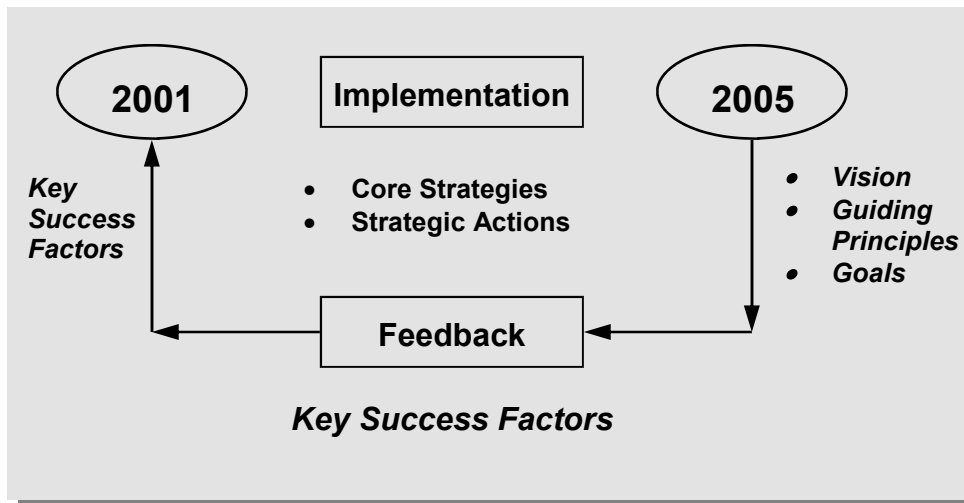 2001
Implementation
2005
Key
Success
Factors
• Core Strategies
• Strategic Actions
• Vision
• Guiding
Principles
• Goals
Feedback
Key Success Factors